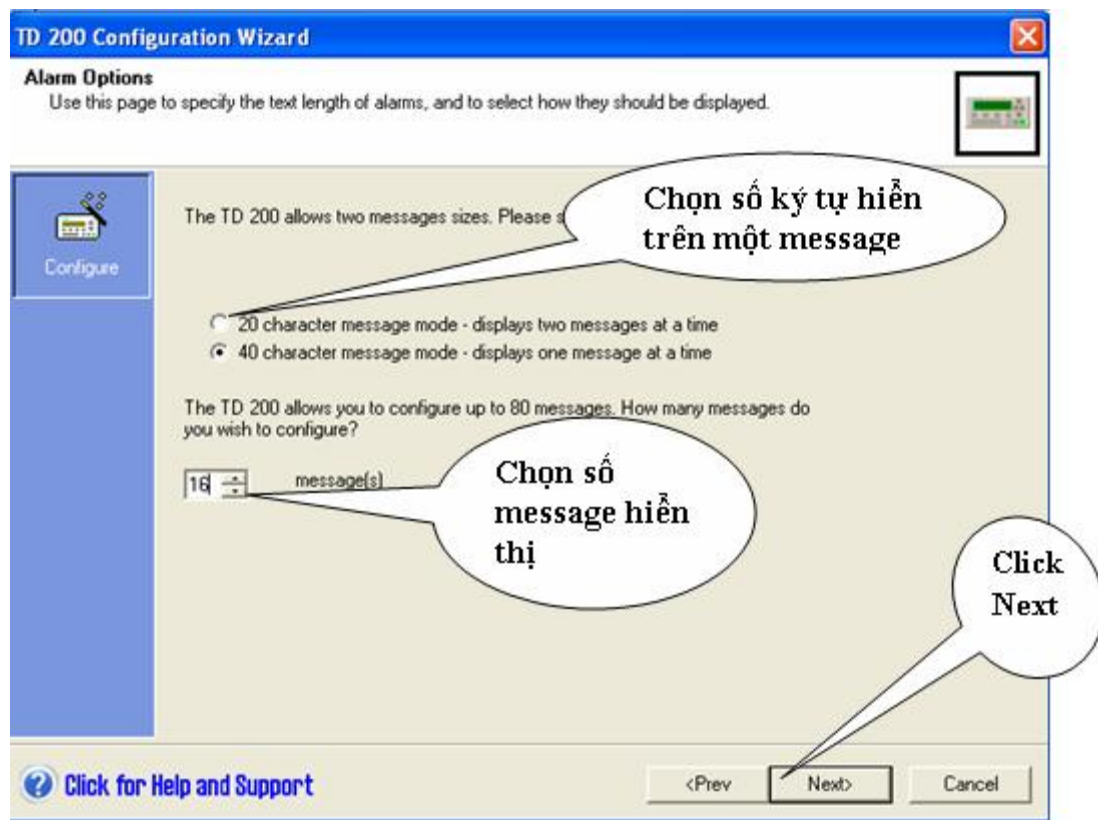 TD 200 Configuration Wizard
Alarm Options
Use this page to specify the text length of alarms, and to select how they should be displayed.
Configure
The TD 200 allows two messages sizes. Please
Chọn số ký tự hiển
trên một message
20 character message mode - displays two messages at a time
40 character message mode - displays one message at a time
The TD 200 allows you to configure up to 80 messages. How many messages do
you wish to configure?
16 message(s)
Chọn số
message hiển
thị
Click
Next
Click for Help and Support
<Prev
Next>
Cancel